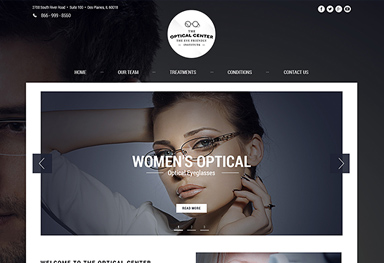 2700 South River Road • Suite 100 • Des Plaines, IL 60018
866 - 999 - 8560
THE
OPTICAL CENTER
THE EYE FRIENDLY
HOME
OUR TEAM
TREATMENTS
CONDITIONS
CONTACT US
WOMEN'S OPTICAL
Optical Eyeglasses
READ MORE
WELCOME TO THE OPTICAL CENTER